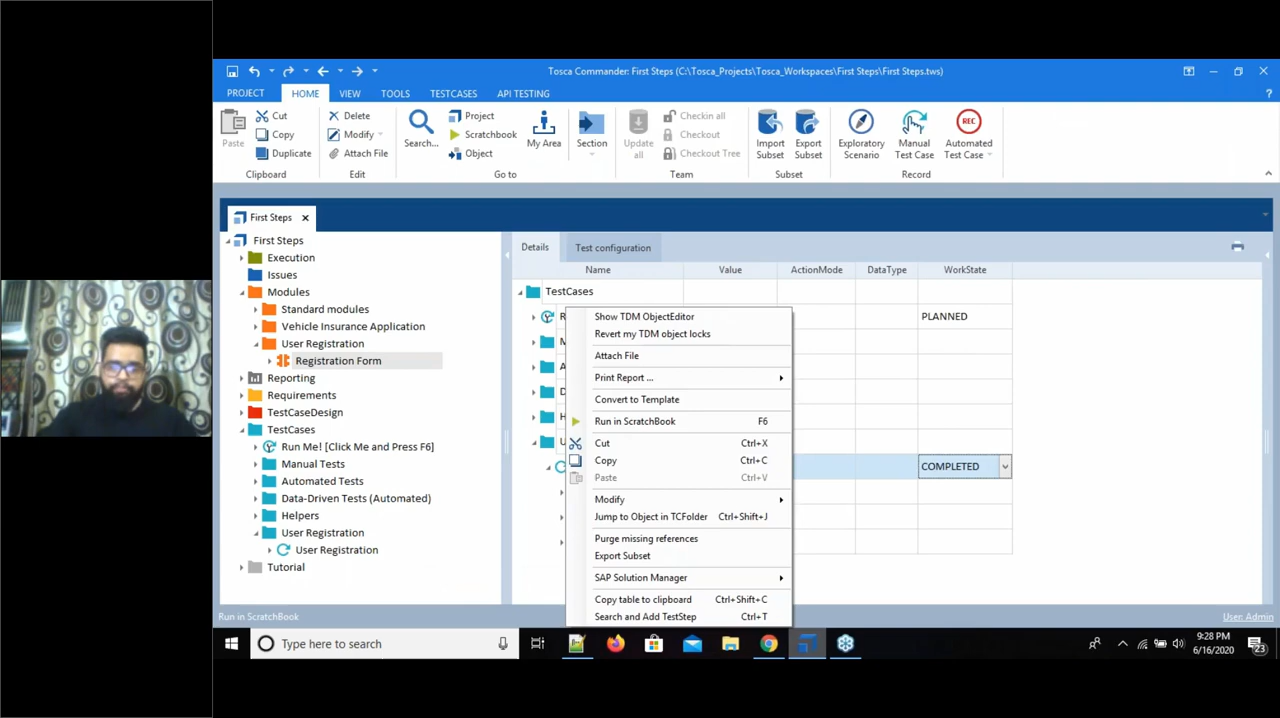 Tosca Commander: First Steps (C:\Tosca_Projects\Tosca_Workspaces\First Steps\First Steps.tws)
PROJECT HOME VIEW TOOLS TESTCASES API TESTING
Paste
Cut
Copy
Duplicate
Clipboard
Delete
Modify
Attach File
Edit
Search...
Project
Scratchbook
Object
My Area
Section
Go to
Update all
Checkin all
Checkout
Checkout Tree
Team
Import Subset
Export Subset
Subset
Exploratory Scenario
Manual Test Case
REC
Automated Test Case
Record
First Steps
First Steps
Execution
Issues
Modules
Standard modules
Vehicle Insurance Application
User Registration
Registration Form
Reporting
Requirements
TestCaseDesign
TestCases
Run Me! [Click Me and Press F6]
Manual Tests
Automated Tests
Data-Driven Tests (Automated)
Helpers
User Registration
User Registration
Tutorial
Details Test configuration
Name Value ActionMode DataType WorkState
TestCases
PLANNED
COMPLETED
Show TDM ObjectEditor
Revert my TDM object locks
Attach File
Print Report ...
Convert to Template
Run in ScratchBook F6
Cut Ctrl+X
Copy Ctrl+C
Paste Ctrl+V
Modify
Jump to Object in TCFolder Ctrl+Shift+J
Purge missing references
Export Subset
SAP Solution Manager
Copy table to clipboard Ctrl+Shift+C
Search and Add TestStep Ctrl+T
Run in ScratchBook
User: Admin
Type here to search
9:28 PM
6/16/2020
23